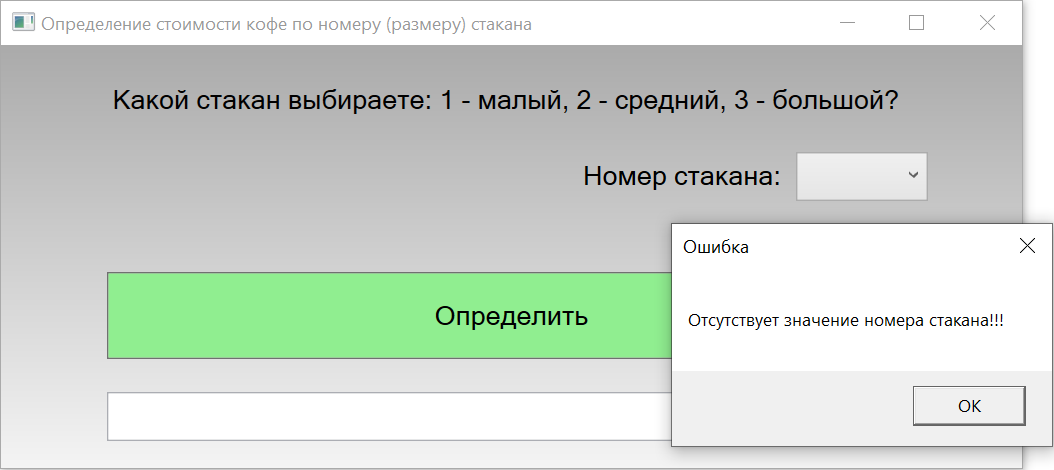 Определение стоимости кофе по номеру (размеру) стакана
Какой стакан выбираете: 1 - малый, 2 - средний, 3 - большой?
Номер стакана:
Ошибка
Отсутствует значение номера стакана!!!
Определить
OK